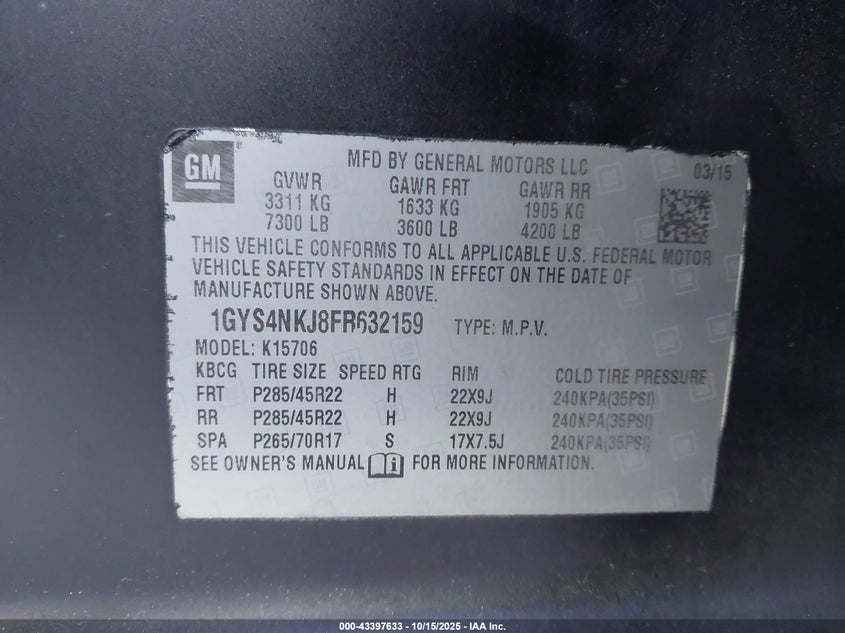 GM
MFD BY GENERAL MOTORS LLC
03/15
GVWR GAWR FRT GAWR RR
3311 KG 1633 KG 1905 KG
7300 LB 3600 LB 4200 LB
THIS VEHICLE CONFORMS TO ALL APPLICABLE U.S. FEDERAL MOTOR
VEHICLE SAFETY STANDARDS IN EFFECT ON THE DATE OF
MANUFACTURE SHOWN ABOVE.
1GYS4NKJ8FR632159 TYPE: M.P.V.
MODEL: K15706
KBCG TIRE SIZE SPEED RTG RIM COLD TIRE PRESSURE
FRT P285/45R22 H 22X9J 240KPA(35PSI)
RR P285/45R22 H 22X9J 240KPA(35PSI)
SPA P265/70R17 S 17X7.5J 240KPA(35PSI)
SEE OWNER'S MANUAL i FOR MORE INFORMATION.
000-43397633 - 10/15/2025 - IAA Inc.